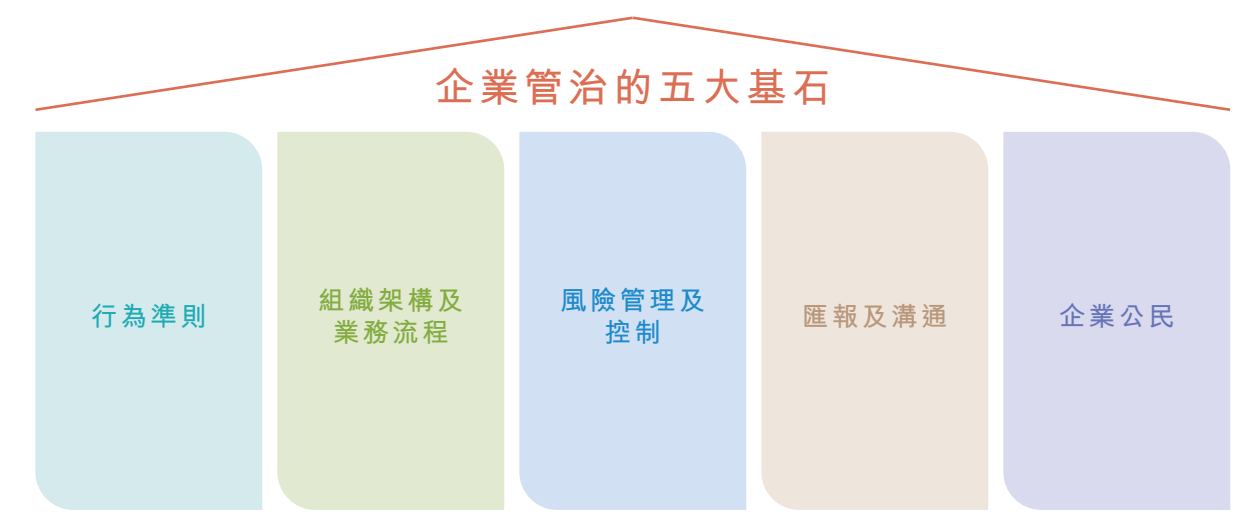 企業管治的五大基石
行為準則
組織架構及
業務流程
風險管理及
控制
匯報及溝通
企業公民